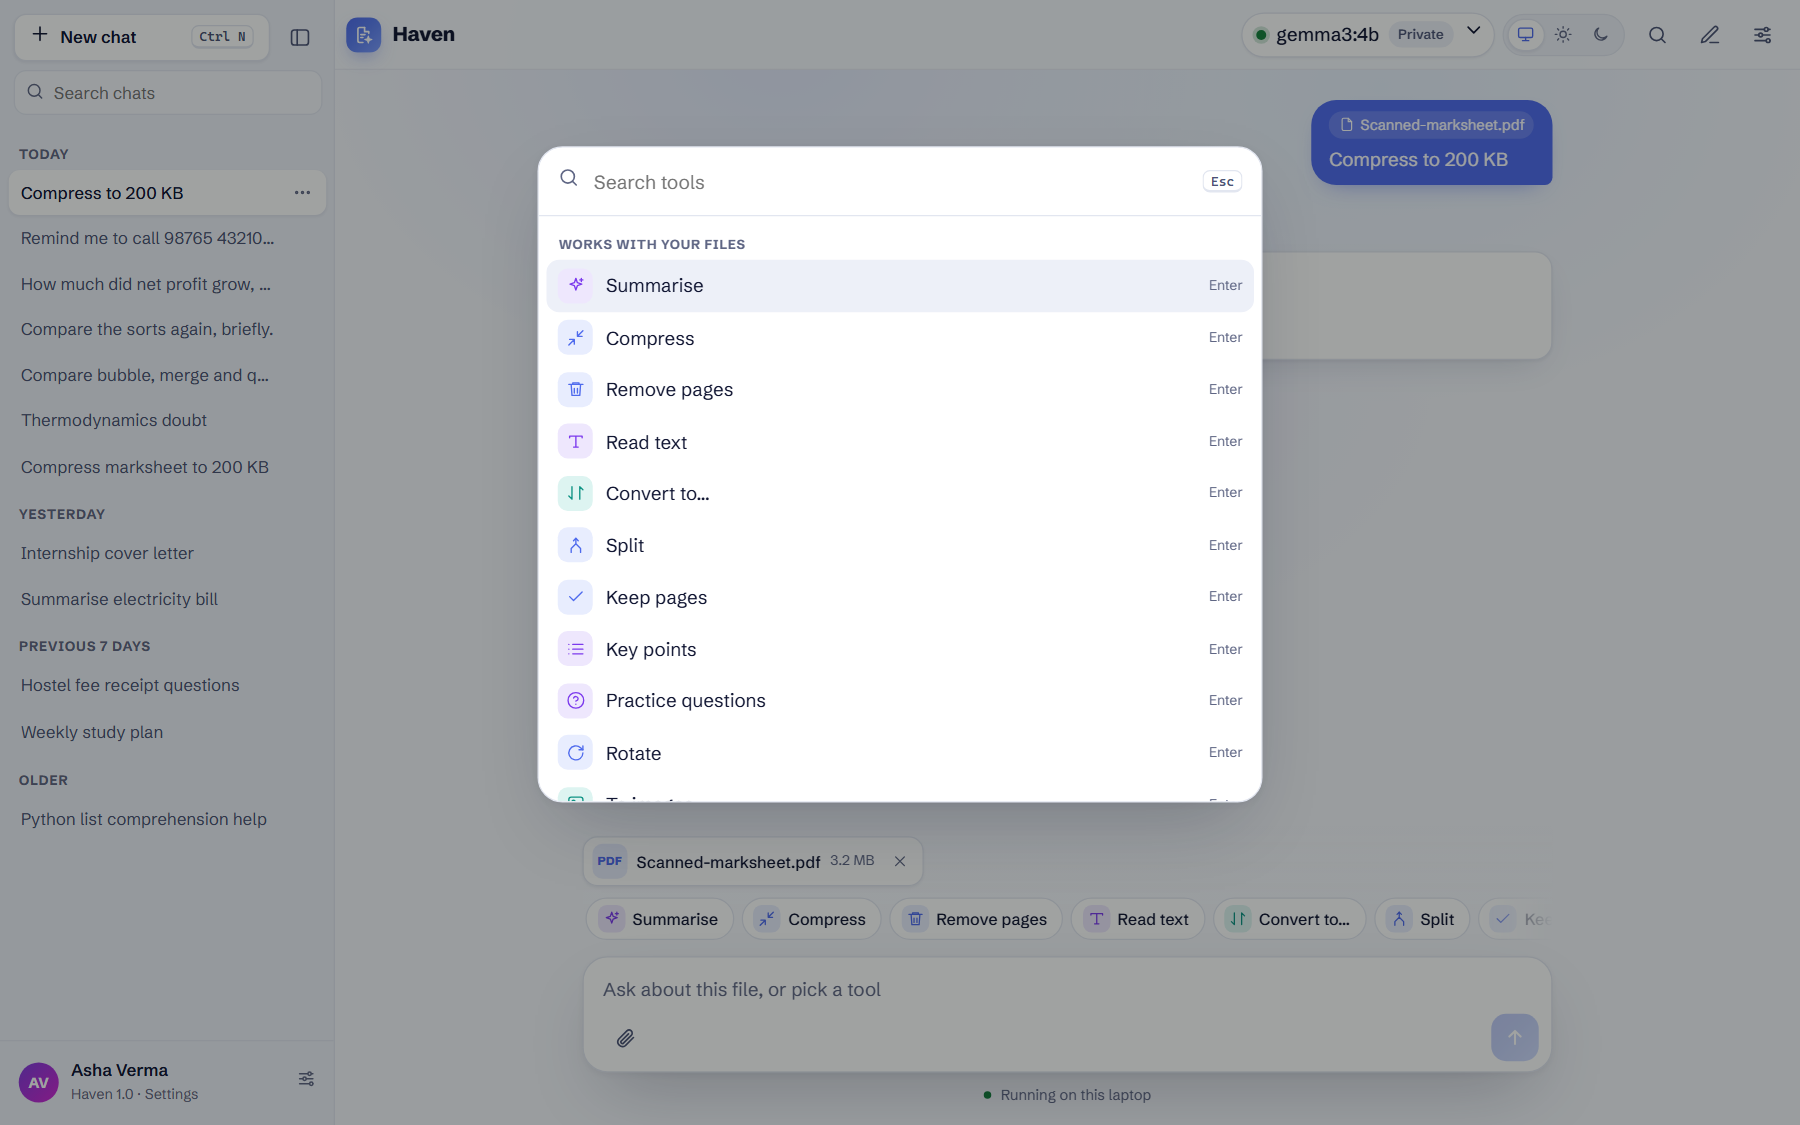 New chat
Ctrl N
Search chats
TODAY
Compress to 200 KB
Remind me to call 98765 43210...
How much did net profit grow, ...
Compare the sorts again, briefly.
Compare bubble, merge and q...
Thermodynamics doubt
Compress marksheet to 200 KB
YESTERDAY
Internship cover letter
Summarise electricity bill
PREVIOUS 7 DAYS
Hostel fee receipt questions
Weekly study plan
OLDER
Python list comprehension help
AV
Asha Verma
Haven 1.0 · Settings
Haven
gemma3:4b
Private
Scanned-marksheet.pdf
Compress to 200 KB
Search tools
Esc
WORKS WITH YOUR FILES
Summarise Enter
Compress Enter
Remove pages Enter
Read text Enter
Convert to... Enter
Split Enter
Keep pages Enter
Key points Enter
Practice questions Enter
Rotate Enter
PDF Scanned-marksheet.pdf 3.2 MB
Summarise Compress Remove pages Read text Convert to... Split
Ask about this file, or pick a tool
Running on this laptop